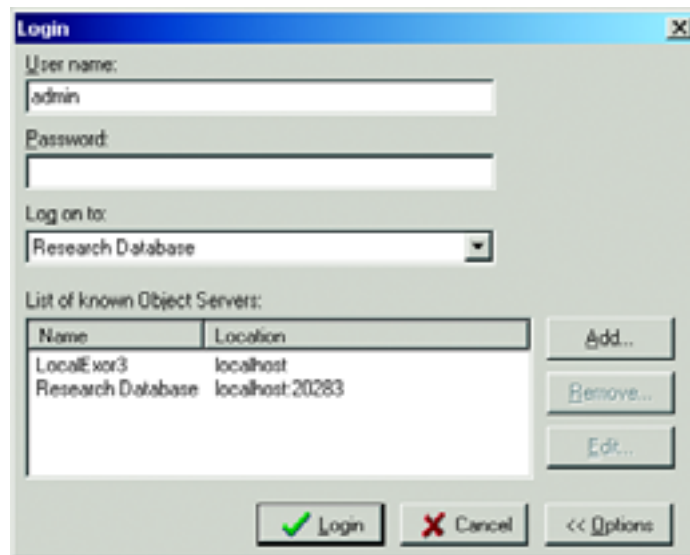 Login
User name:
admin
Password:
Log on to:
Research Database
List of known Object Servers:
Name Location
LocalExor3 localhost
Research Database localhost:20283
Add...
Remove...
Edit...
Login Cancel << Options